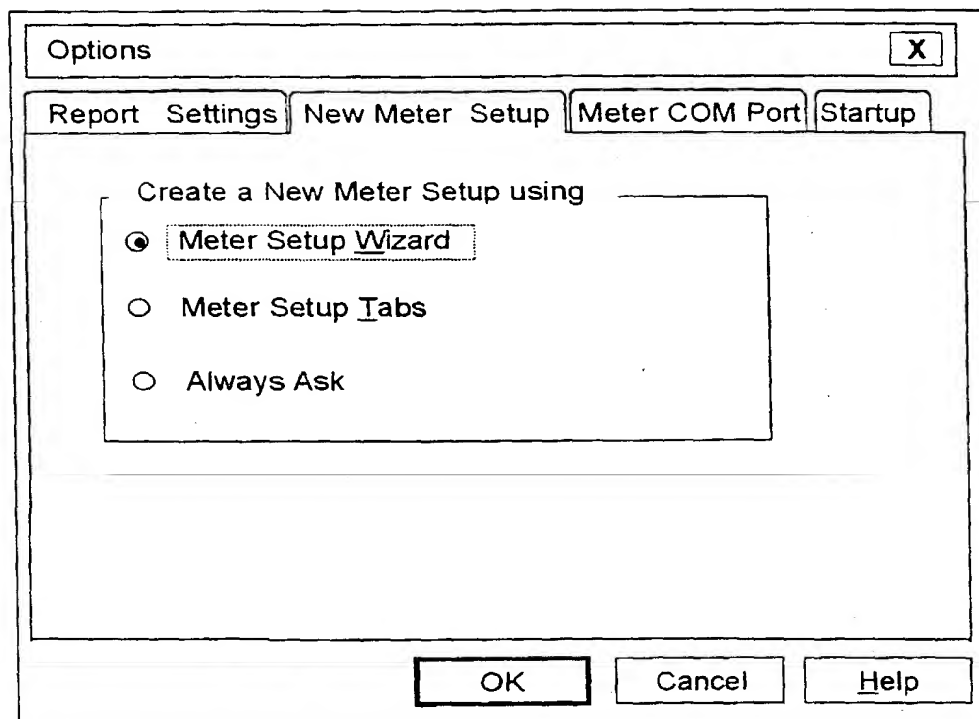 Options X
Report Settings New Meter Setup Meter COM Port Startup
Create a New Meter Setup using
Meter Setup Wizard
Meter Setup Tabs
Always Ask
OK Cancel Help